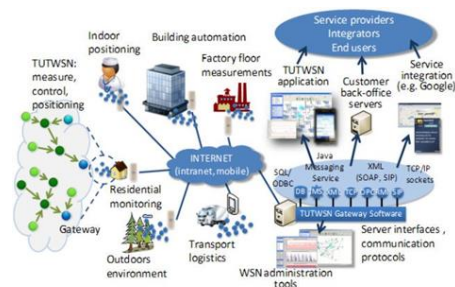 Service providers
Integrators
End users
Indoor
positioning
Building automation
Factory floor
measurements
TUTWSN:
measure,
control,
positioning
TUTWSN
application
Customer
back-office
servers
Service
integration
(e.g. Google)
INTERNET
(intranet, mobile)
SQL/
ODBC
Java
Messaging
Service
XML
(SOAP, SIP)
TCP/IP
sockets
DB
TUTWSN Gateway Software
Residential
monitoring
Gateway
Outdoors
environment
Transport
logistics
WSN administration
tools
Server interfaces ,
communication
protocols